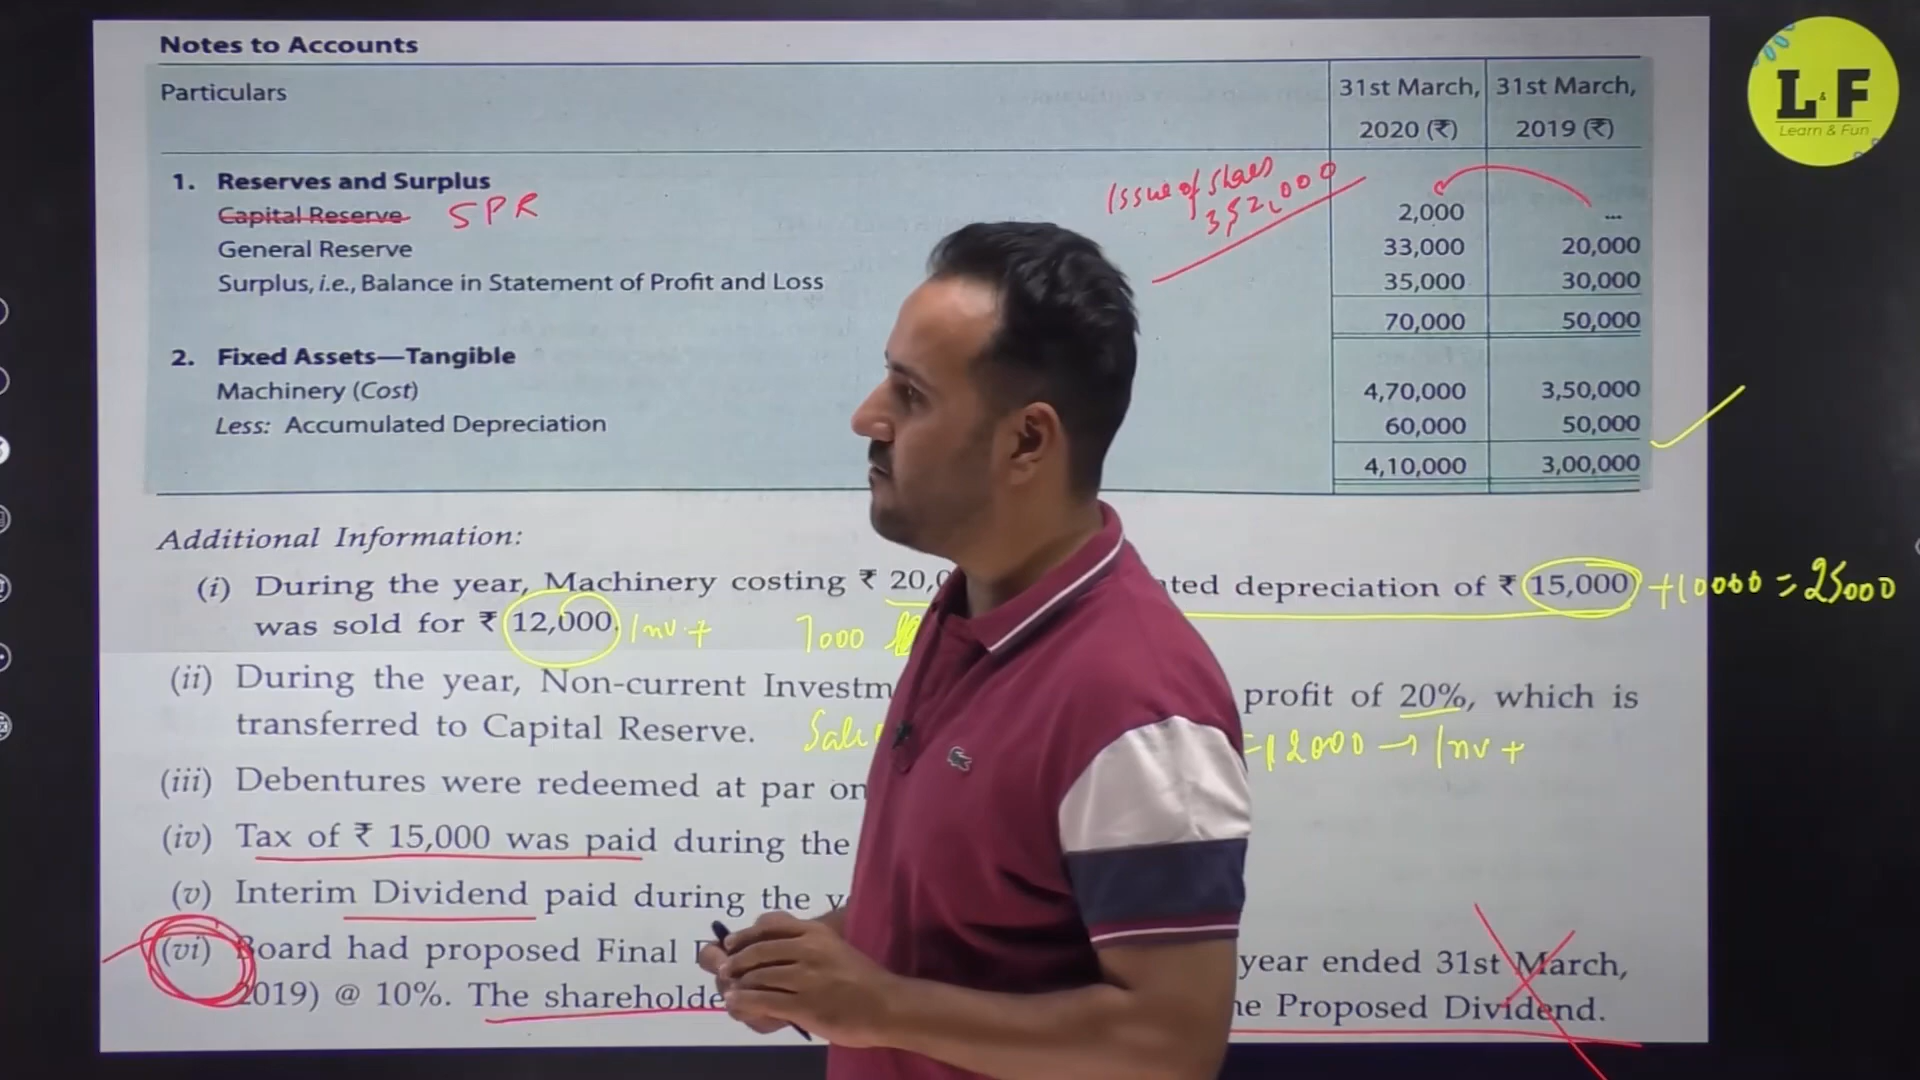 Notes to Accounts
Particulars
31st March, 2020 (₹)
31st March, 2019 (₹)
1. Reserves and Surplus
Capital Reserve SPR 2,000 ...
Issue of shares
3,52,000
General Reserve 33,000 20,000
Surplus, i.e., Balance in Statement of Profit and Loss 35,000 30,000
70,000 50,000
2. Fixed Assets—Tangible
Machinery (Cost) 4,70,000 3,50,000
Less: Accumulated Depreciation 60,000 50,000
4,10,000 3,00,000
Additional Information:
(i) During the year, Machinery costing ₹ depreciation of ₹ 15,000 + 10000 = 25000
was sold for ₹ 12,000. Inv + 7000
(ii) During the year, Non-current profit of 20%, which is
transferred to Capital Reserve. Sale = 12000 → Inv +
(iii) Debentures were redeemed at par on
(iv) Tax of ₹ 15,000 was paid during the
(v) Interim Dividend paid during the
(vi) Board had proposed Final year ended 31st March,
2019) @ 10%. The Proposed Dividend.
L&F
Learn & Fun